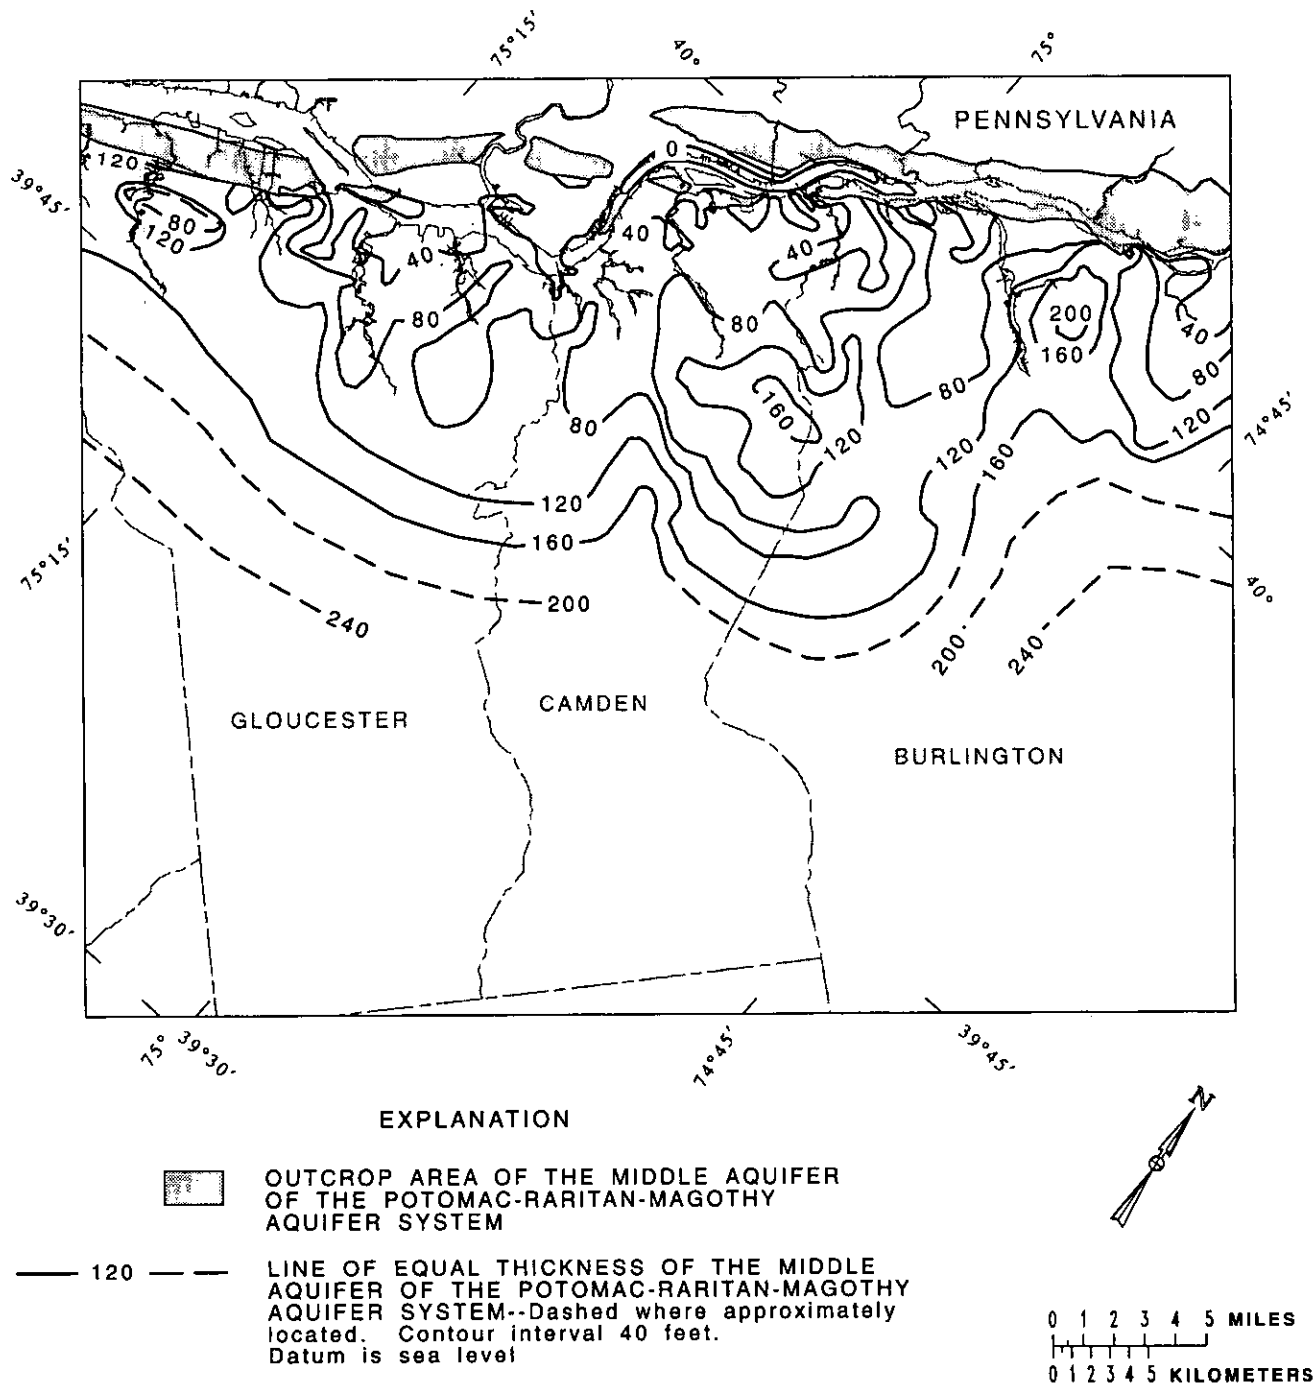 75°15'
40°
75°
PENNSYLVANIA
0
120
39°45'
80
120
40
40
40
80
80
200
160
40
80
80
160
80
120
120
160
120
74°45'
120
160
75°15'
200
240
200
240
40°
GLOUCESTER
CAMDEN
BURLINGTON
39°30'
75°
39°30'
74°45'
39°45'
N
EXPLANATION
OUTCROP AREA OF THE MIDDLE AQUIFER
OF THE POTOMAC-RARITAN-MAGOTHY
AQUIFER SYSTEM
120
LINE OF EQUAL THICKNESS OF THE MIDDLE
AQUIFER OF THE POTOMAC-RARITAN-MAGOTHY
AQUIFER SYSTEM--Dashed where approximately
located. Contour interval 40 feet.
Datum is sea level
0 1 2 3 4 5 MILES
0 1 2 3 4 5 KILOMETERS